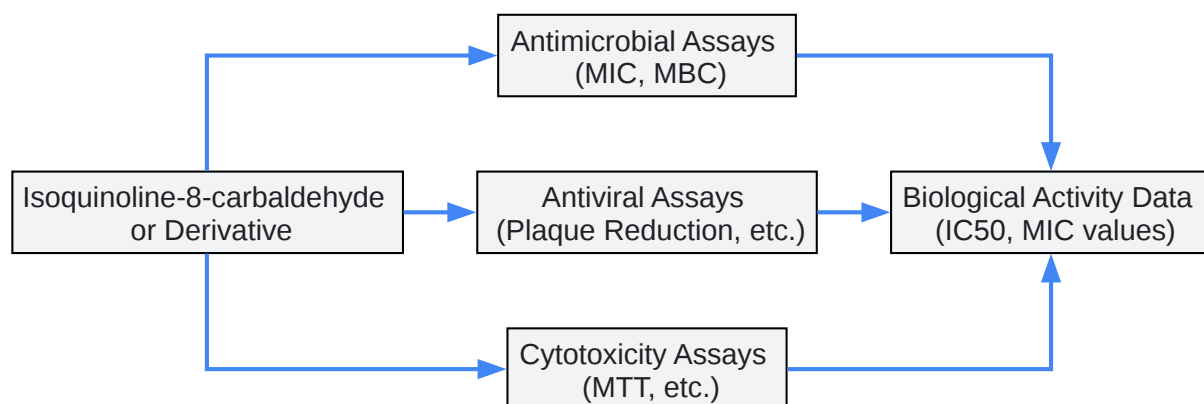 Antimicrobial Assays
(MIC, MBC)
Isoquinoline-8-carbaldehyde
or Derivative
Antiviral Assays
(Plaque Reduction, etc.)
Biological Activity Data
(IC50, MIC values)
Cytotoxicity Assays
(MTT, etc.)